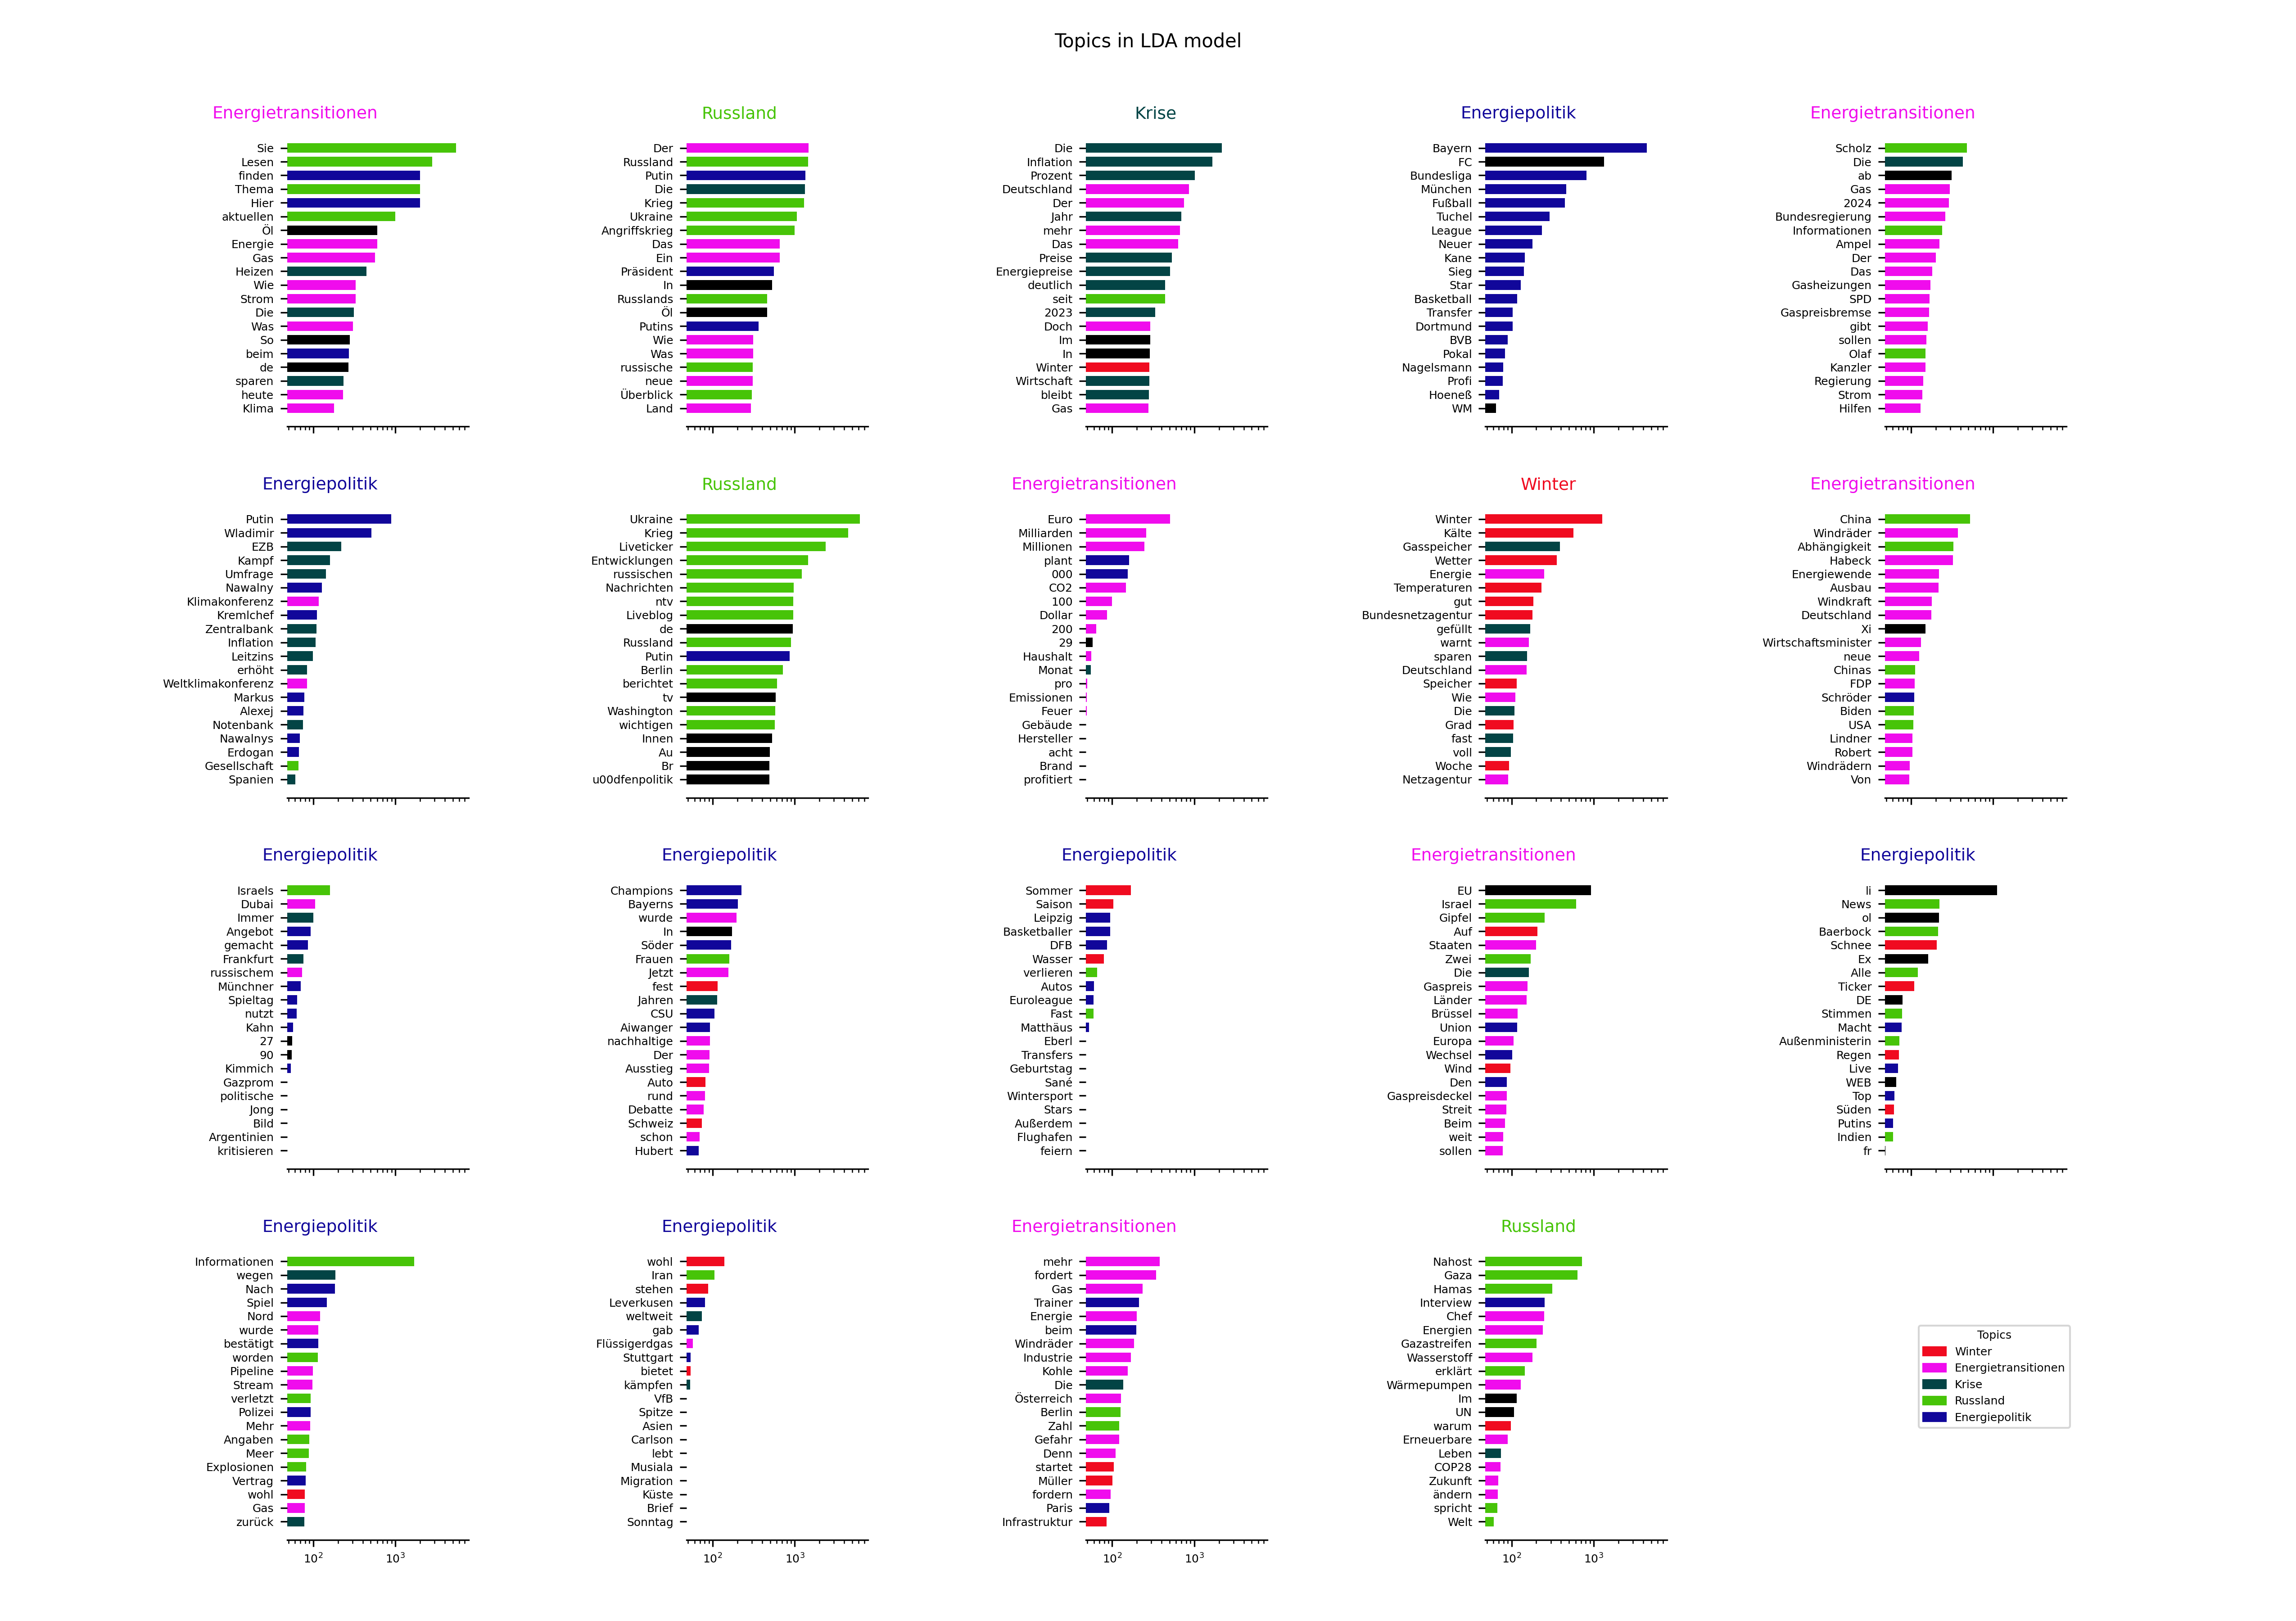 Topics in LDA model
Energietransitionen
Sie
Lesen
finden
Thema
Hier
aktuellen
Öl
Energie
Gas
Heizen
Wie
Strom
Die
Was
So
beim
de
sparen
heute
Klima
Russland
Der
Russland
Putin
Die
Krieg
Ukraine
Angriffskrieg
Das
Ein
Präsident
In
Russlands
Öl
Putins
Wie
Was
russische
neue
Überblick
Land
Krise
Die
Inflation
Prozent
Deutschland
Der
Jahr
mehr
Das
Preise
Energiepreise
deutlich
seit
2023
Doch
Im
In
Winter
Wirtschaft
bleibt
Gas
Energiepolitik
Bayern
FC
Bundesliga
München
Fußball
Tuchel
League
Neuer
Kane
Sieg
Star
Basketball
Transfer
Dortmund
BVB
Pokal
Nagelsmann
Profi
Hoeneß
WM
Energietransitionen
Scholz
Die
ab
Gas
2024
Bundesregierung
Informationen
Ampel
Der
Das
Gasheizungen
SPD
Gaspreisbremse
gibt
sollen
Olaf
Kanzler
Regierung
Strom
Hilfen
Energiepolitik
Putin
Wladimir
EZB
Kampf
Umfrage
Nawalny
Klimakonferenz
Kremlchef
Zentralbank
Inflation
Leitzins
erhöht
Weltklimakonferenz
Markus
Alexej
Notenbank
Nawalnys
Erdogan
Gesellschaft
Spanien
Russland
Ukraine
Krieg
Liveticker
Entwicklungen
russischen
Nachrichten
ntv
Liveblog
de
Russland
Putin
Berlin
berichtet
tv
Washington
wichtigen
Innen
Au
Br
u00dfenpolitik
Energietransitionen
Euro
Milliarden
Millionen
plant
000
CO2
100
Dollar
200
29
Haushalt
Monat
pro
Emissionen
Feuer
Gebäude
Hersteller
acht
Brand
profitiert
Winter
Winter
Kälte
Gasspeicher
Wetter
Energie
Temperaturen
gut
Bundesnetzagentur
gefüllt
warnt
sparen
Deutschland
Speicher
Wie
Die
Grad
fast
voll
Woche
Netzagentur
Energietransitionen
China
Windräder
Abhängigkeit
Habeck
Energiewende
Ausbau
Windkraft
Deutschland
Xi
Wirtschaftsminister
neue
Chinas
FDP
Schröder
Biden
USA
Lindner
Robert
Windrädern
Von
Energiepolitik
Israels
Dubai
Immer
Angebot
gemacht
Frankfurt
russischem
Münchner
Spieltag
nutzt
Kahn
27
90
Kimmich
Gazprom
politische
Jong
Bild
Argentinien
kritisieren
Energiepolitik
Champions
Bayerns
wurde
In
Söder
Frauen
Jetzt
fest
Jahren
CSU
Aiwanger
nachhaltige
Der
Ausstieg
Auto
rund
Debatte
Schweiz
schon
Hubert
Energiepolitik
Sommer
Saison
Leipzig
Basketballer
DFB
Wasser
verlieren
Autos
Euroleague
Fast
Matthäus
Eberl
Transfers
Geburtstag
Sané
Wintersport
Stars
Außerdem
Flughafen
feiern
Energietransitionen
EU
Israel
Gipfel
Auf
Staaten
Zwei
Die
Gaspreis
Länder
Brüssel
Union
Europa
Wechsel
Wind
Den
Gaspreisdeckel
Streit
Beim
weit
sollen
Energiepolitik
li
News
ol
Baerbock
Schnee
Ex
Alle
Ticker
DE
Stimmen
Macht
Außenministerin
Regen
Live
WEB
Top
Süden
Putins
Indien
fr
Energiepolitik
Informationen
wegen
Nach
Spiel
Nord
wurde
bestätigt
worden
Pipeline
Stream
verletzt
Polizei
Mehr
Angaben
Meer
Explosionen
Vertrag
wohl
Gas
zurück
10² 10³
Energiepolitik
wohl
Iran
stehen
Leverkusen
weltweit
gab
Flüssigerdgas
Stuttgart
bietet
kämpfen
VfB
Spitze
Asien
Carlson
lebt
Musiala
Migration
Küste
Brief
Sonntag
10² 10³
Energietransitionen
mehr
fordert
Gas
Trainer
Energie
beim
Windräder
Industrie
Kohle
Die
Österreich
Berlin
Zahl
Gefahr
Denn
startet
Müller
fordern
Paris
Infrastruktur
10² 10³
Russland
Nahost
Gaza
Hamas
Interview
Chef
Energien
Gazastreifen
Wasserstoff
erklärt
Wärmepumpen
Im
UN
warum
Erneuerbare
Leben
COP28
Zukunft
ändern
spricht
Welt
10² 10³
Topics
Winter
Energietransitionen
Krise
Russland
Energiepolitik